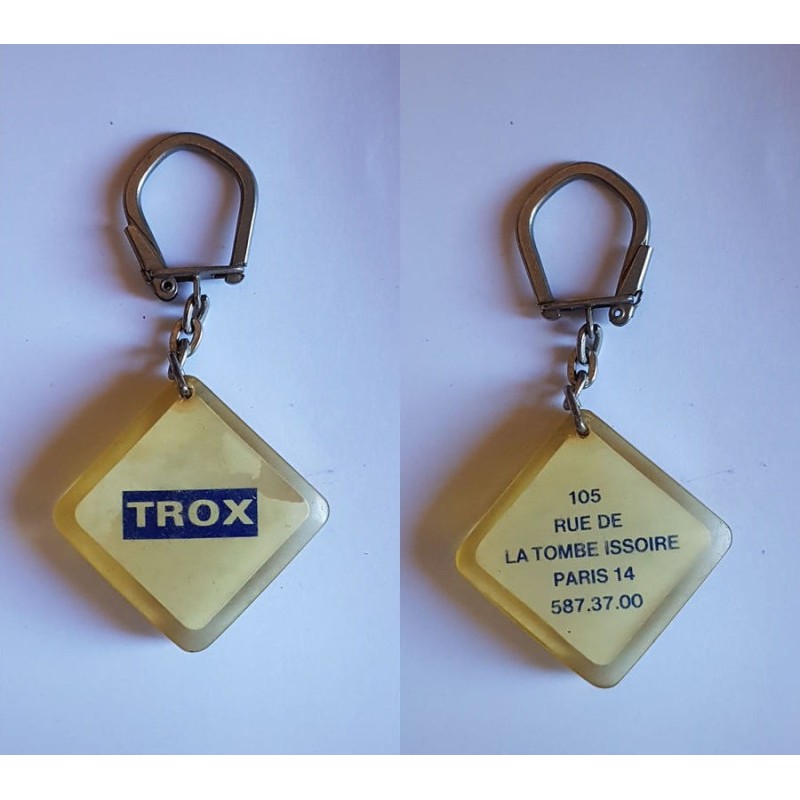 TROX
105
RUE DE
LA TOMBE ISSOIRE
PARIS 14
587.37.00